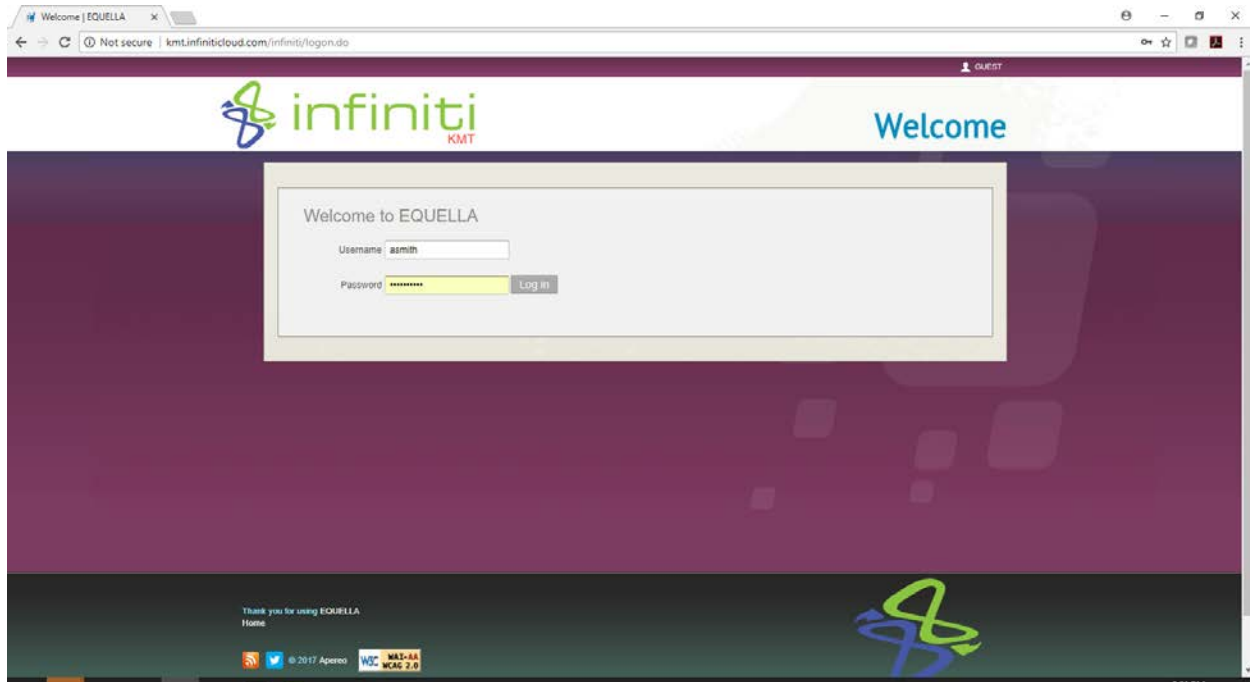 Welcome | EQUELLA
Not secure | kmt.infiniticloud.com/infiniti/logon.do
GUEST
infiniti
KMT
Welcome
Welcome to EQUELLA
Username asmith
Password •••••••••• Log in
Thank you for using EQUELLA
Home
© 2017 Apereo W3C WAI-AA
WCAG 2.0